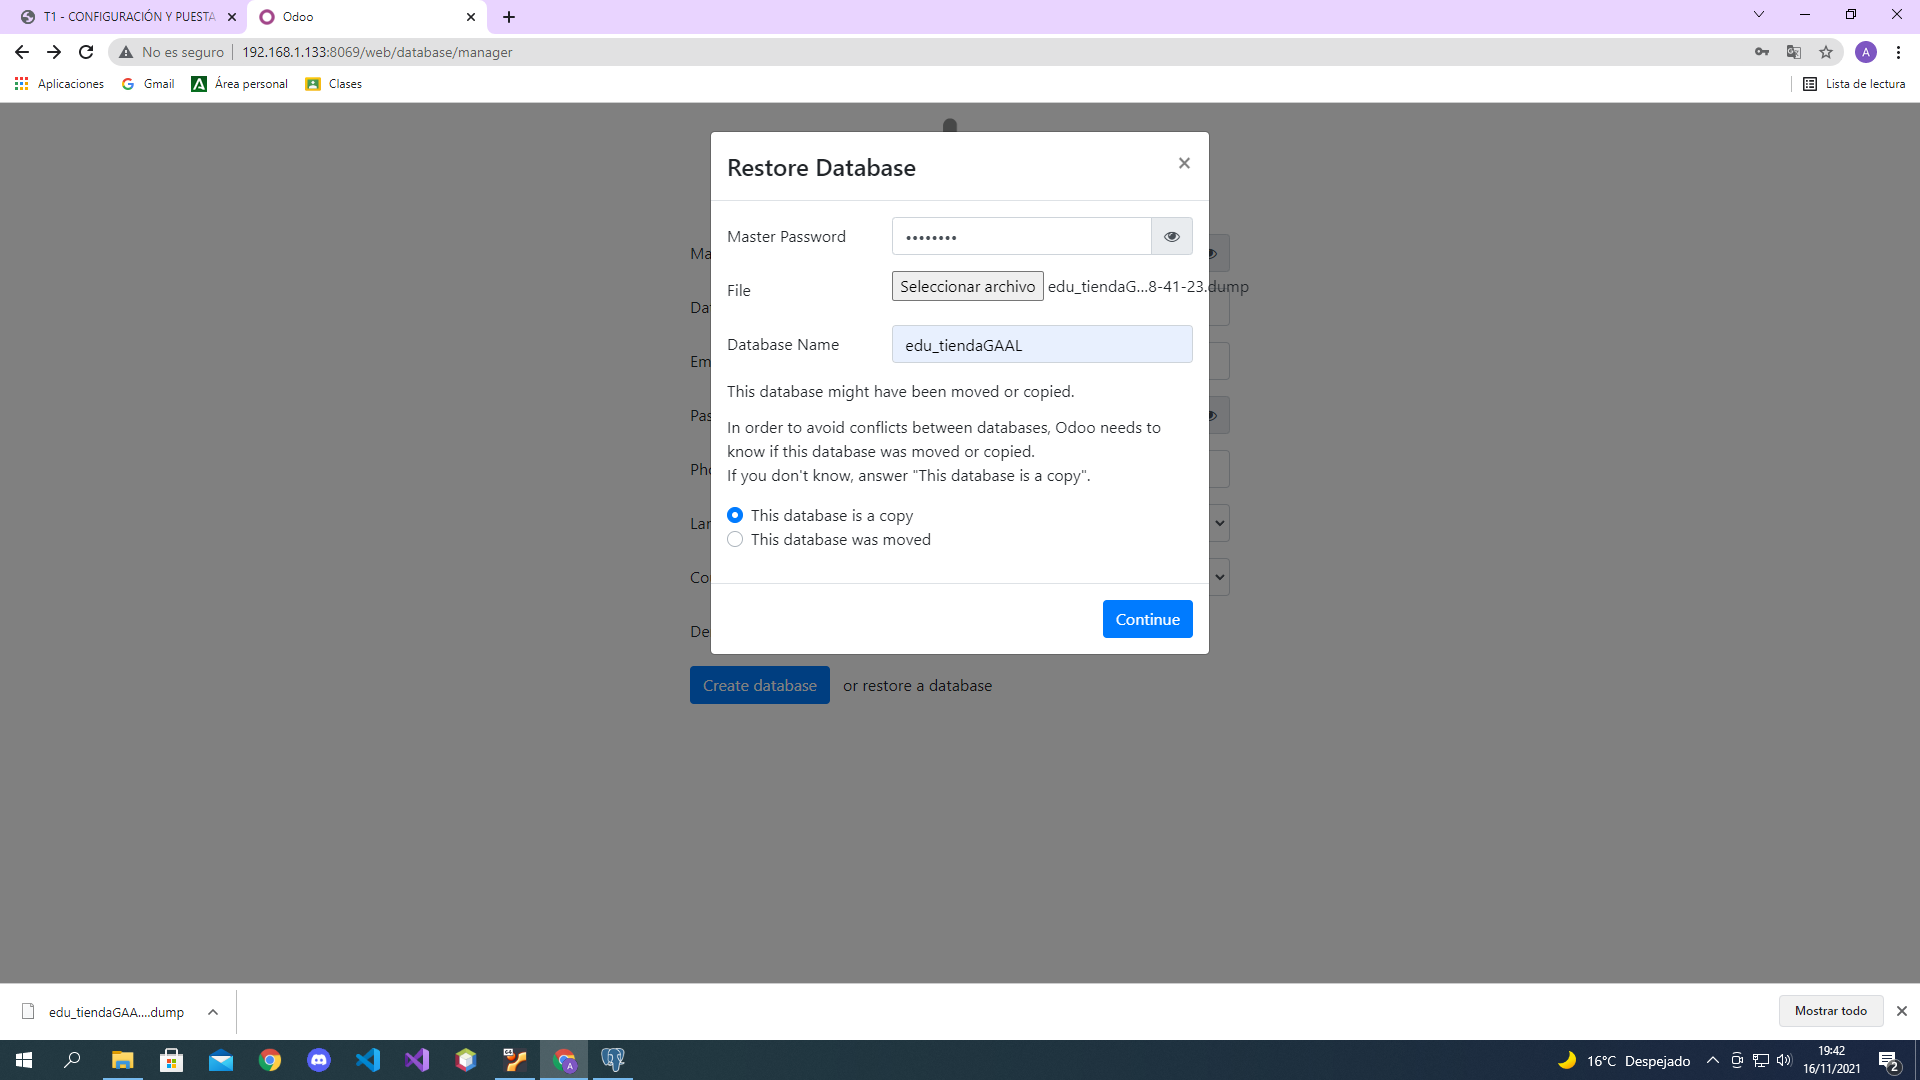 T1 - CONFIGURACIÓN Y PUESTA
Odoo
No es seguro
192.168.1.133:8069/web/database/manager
A
Aplicaciones
Gmail
Área personal
Clases
Lista de lectura
Restore Database
×
Master Password
••••••••
File
Seleccionar archivo
edu_tiendaG...8-41-23.dump
Database Name
edu_tiendaGAAL
This database might have been moved or copied.
In order to avoid conflicts between databases, Odoo needs to
know if this database was moved or copied.
If you don't know, answer "This database is a copy".
This database is a copy
This database was moved
Continue
Ma
Da
Em
Pas
Pho
Lan
Co
De
Create database
or restore a database
edu_tiendaGAA....dump
Mostrar todo
16°C Despejado
19:42
16/11/2021
2